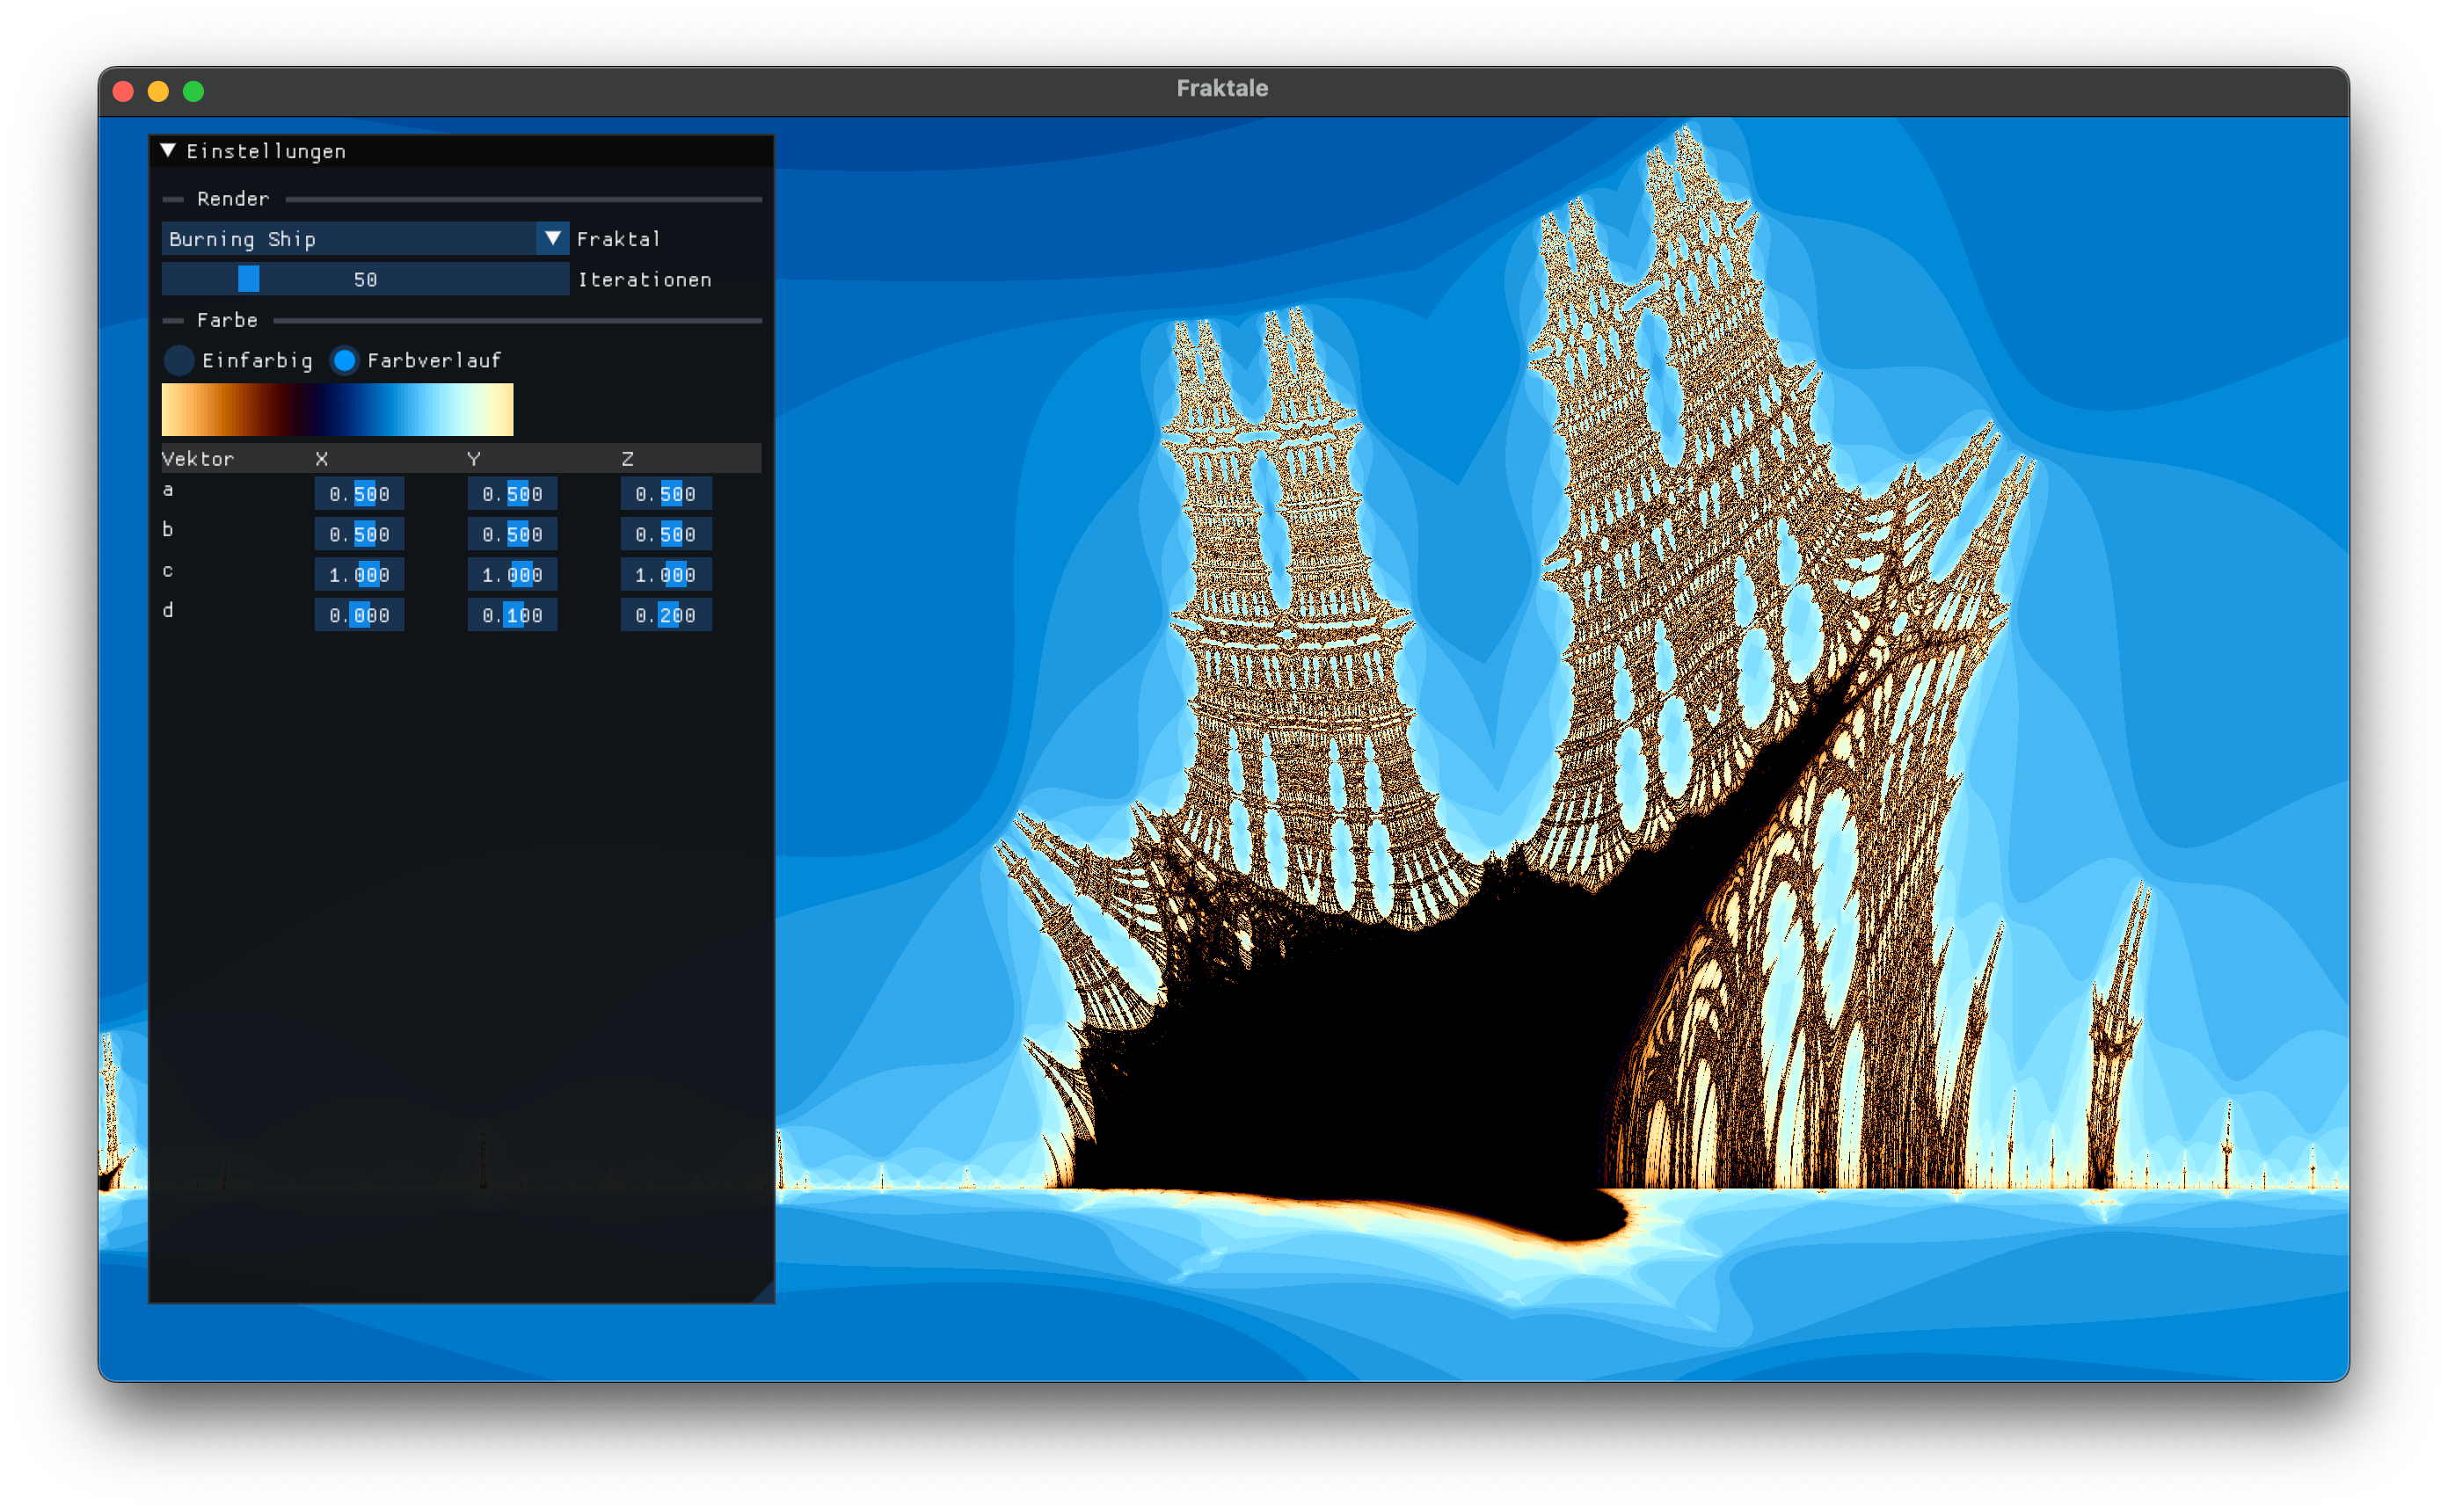 Fraktale
Einstellungen
Render
Burning Ship Fraktal
50 Iterationen
Farbe
Einfarbig Farbverlauf
Vektor X Y Z
a 0.500 0.500 0.500
b 0.500 0.500 0.500
c 1.000 1.000 1.000
d 0.000 0.100 0.200